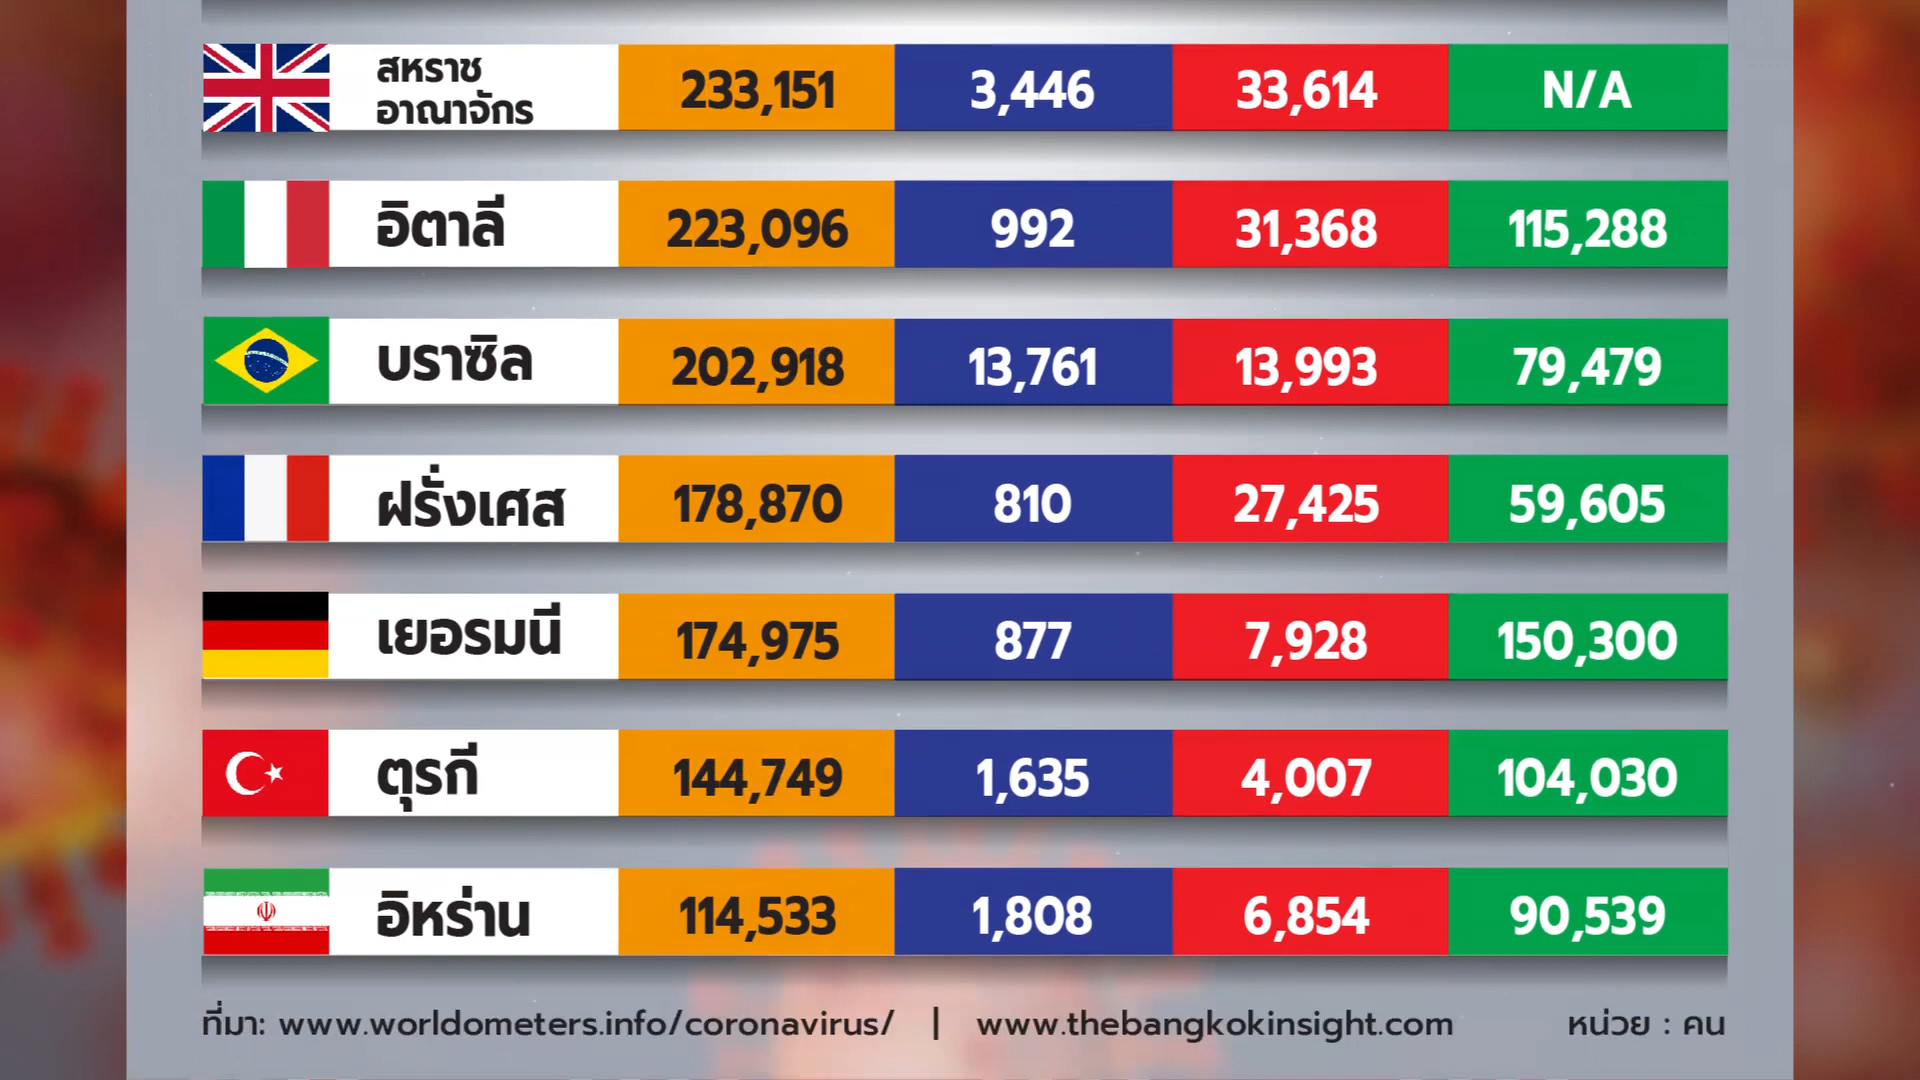 สหราช
อาณาจักร 233,151 3,446 33,614 N/A
อิตาลี 223,096 992 31,368 115,288
บราซิล 202,918 13,761 13,993 79,479
ฝรั่งเศส 178,870 810 27,425 59,605
เยอรมนี 174,975 877 7,928 150,300
ตุรกี 144,749 1,635 4,007 104,030
อิหร่าน 114,533 1,808 6,854 90,539
ที่มา: www.worldometers.info/coronavirus/ | www.thebangkokinsight.com หน่วย : คน